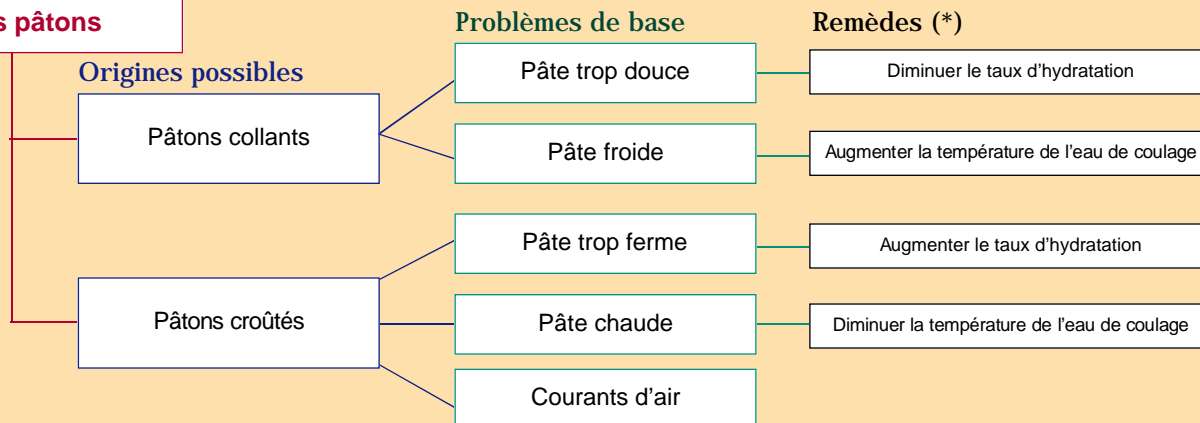 s pâtons
Origines possibles
Problèmes de base
Remèdes (*)
Pâtons collants
Pâte trop douce
Diminuer le taux d'hydratation
Pâte froide
Augmenter la température de l'eau de coulage
Pâtons croûtés
Pâte trop ferme
Augmenter le taux d'hydratation
Pâte chaude
Diminuer la température de l'eau de coulage
Courants d'air